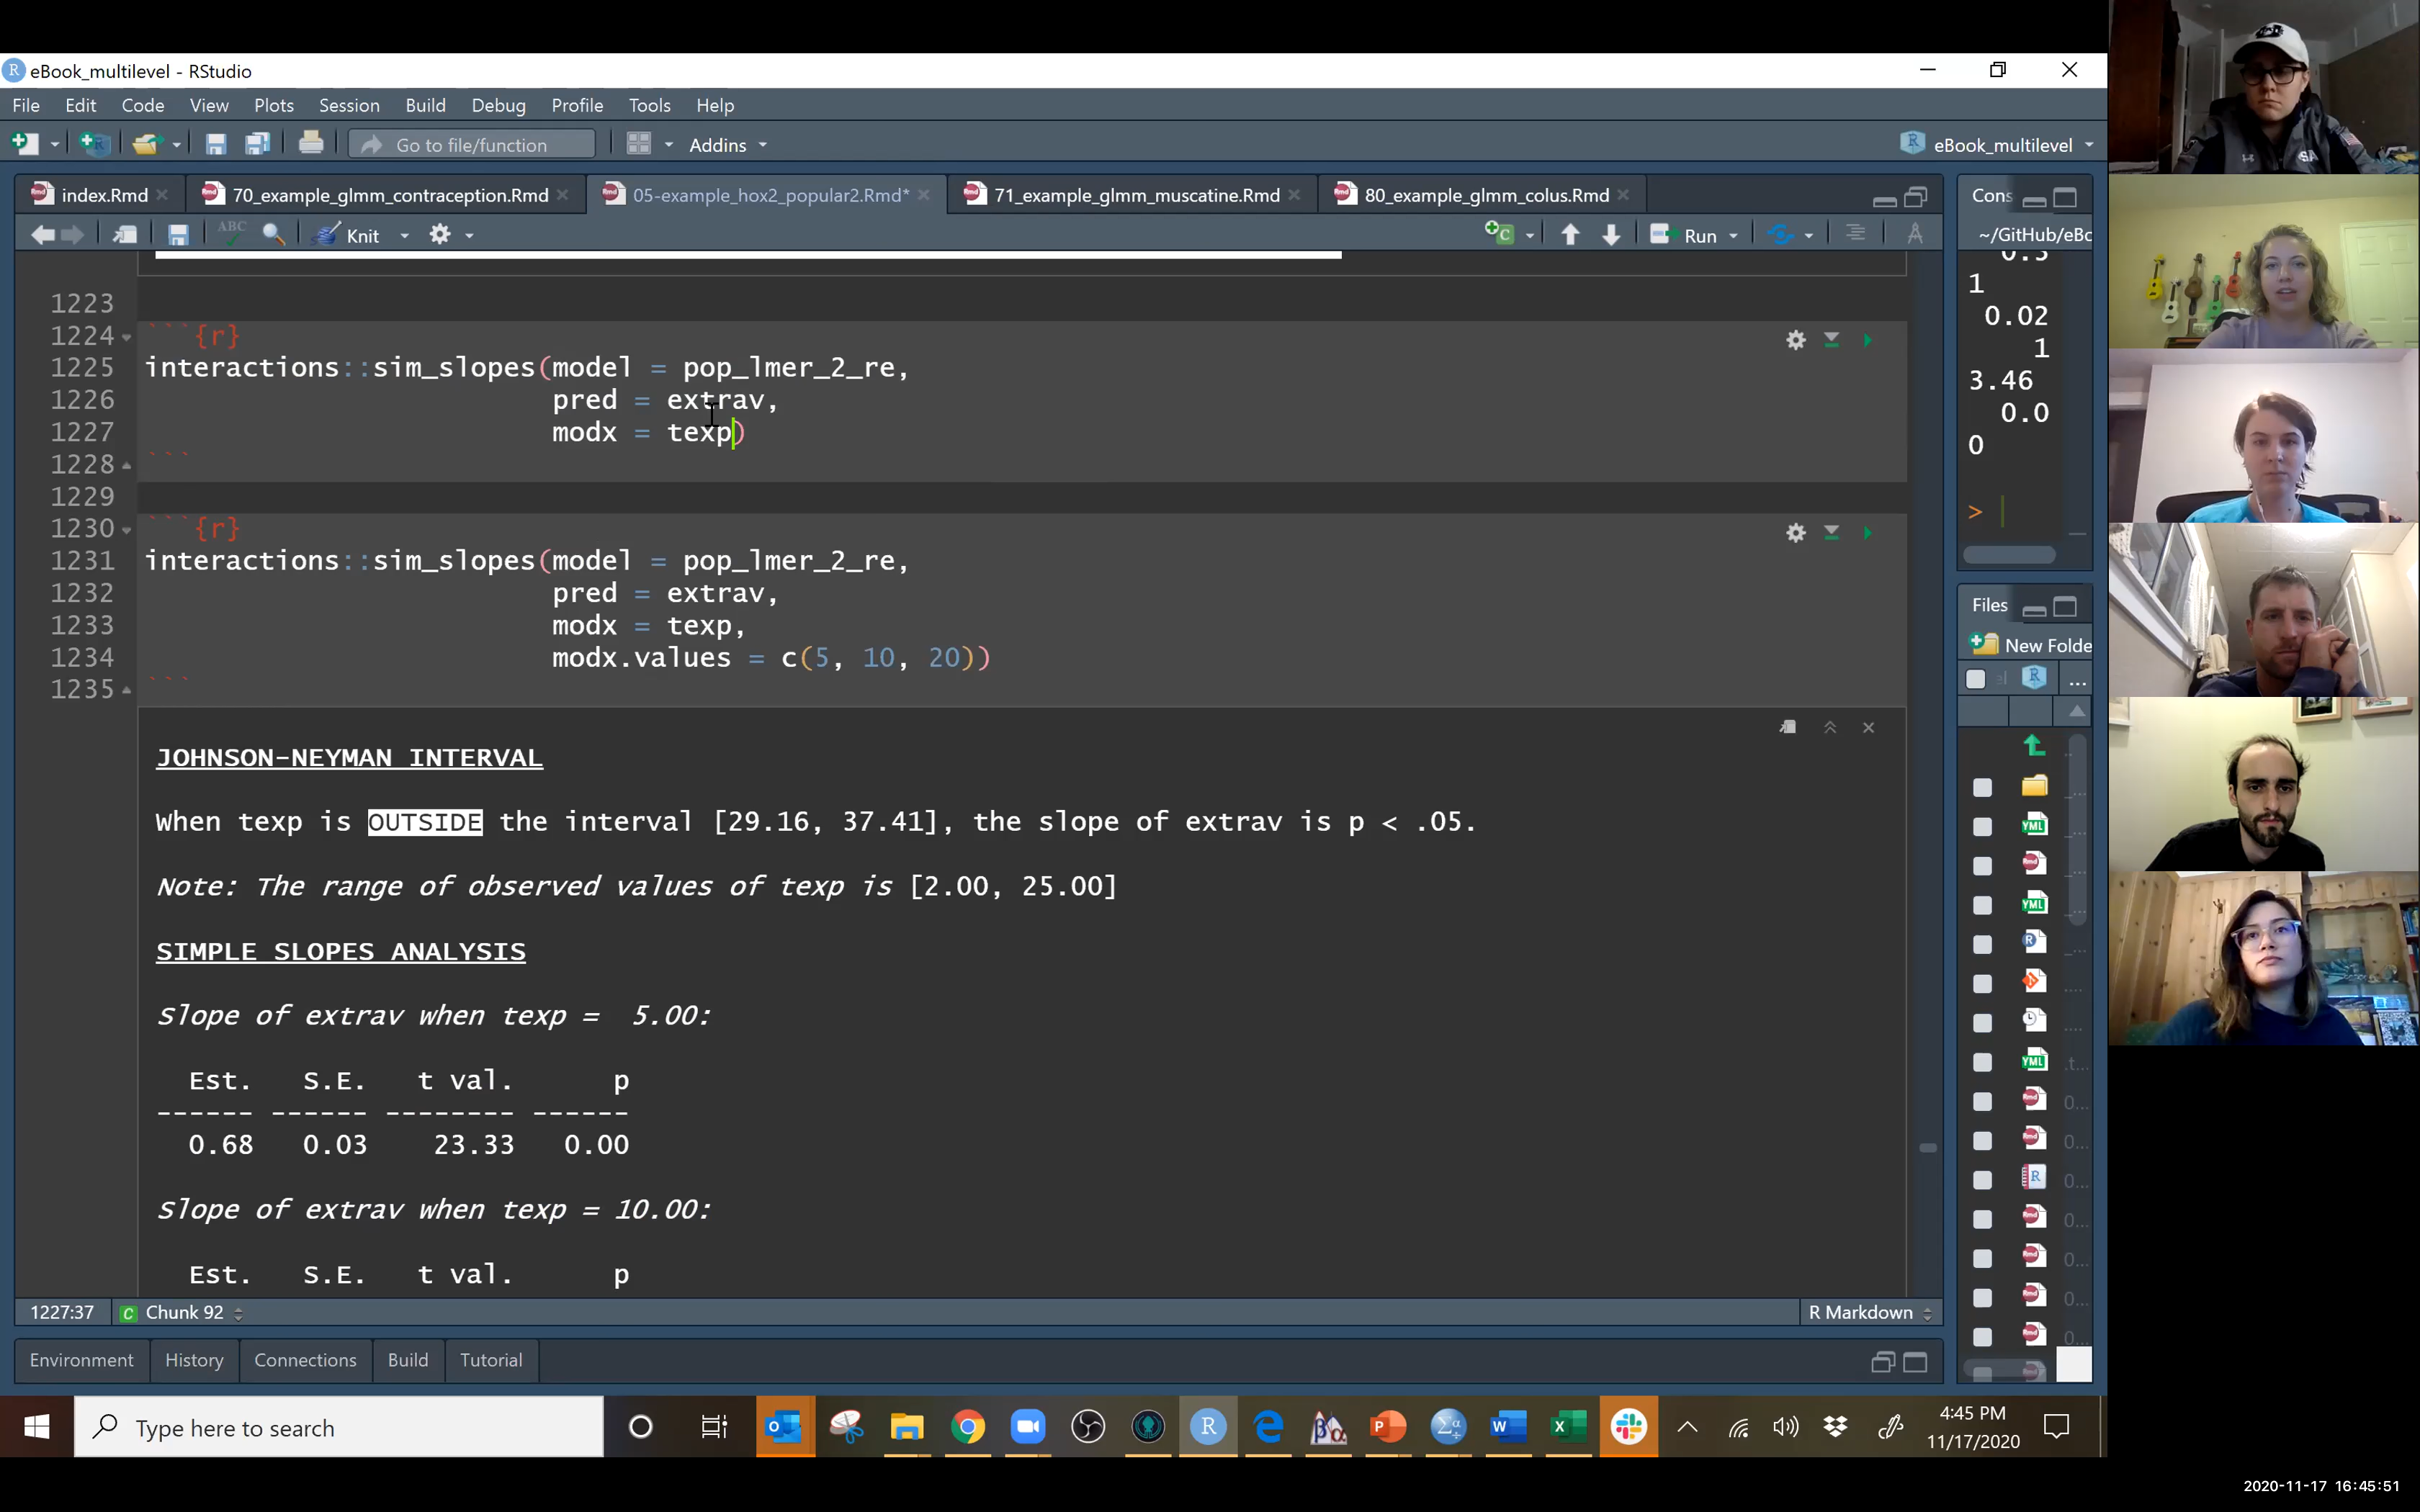 eBook_multilevel - RStudio
File Edit Code View Plots Session Build Debug Profile Tools Help
Go to file/function Addins eBook_multilevel
index.Rmd 70_example_glmm_contraception.Rmd 05-example_hox2_popular2.Rmd* 71_example_glmm_muscatine.Rmd 80_example_glmm_colus.Rmd
ABC Knit Run
1223
1224 ```{r}
1225 interactions::sim_slopes(model = pop_lmer_2_re,
1226 pred = extrav,
1227 modx = texp)
1228 ```
1229
1230 ```{r}
1231 interactions::sim_slopes(model = pop_lmer_2_re,
1232 pred = extrav,
1233 modx = texp,
1234 modx.values = c(5, 10, 20))
1235 ```
JOHNSON-NEYMAN INTERVAL
When texp is OUTSIDE the interval [29.16, 37.41], the slope of extrav is p < .05.
Note: The range of observed values of texp is [2.00, 25.00]
SIMPLE SLOPES ANALYSIS
Slope of extrav when texp = 5.00:
Est. S.E. t val. p
------ ------ -------- ------
0.68 0.03 23.33 0.00
Slope of extrav when texp = 10.00:
Est. S.E. t val. p
1227:37 Chunk 92 R Markdown
Environment History Connections Build Tutorial
Cons
~/GitHub/eBc
1
0.02
1
3.46
0.0
0
>
Files
New Folde
Type here to search
4:45 PM
11/17/2020
2020-11-17 16:45:51